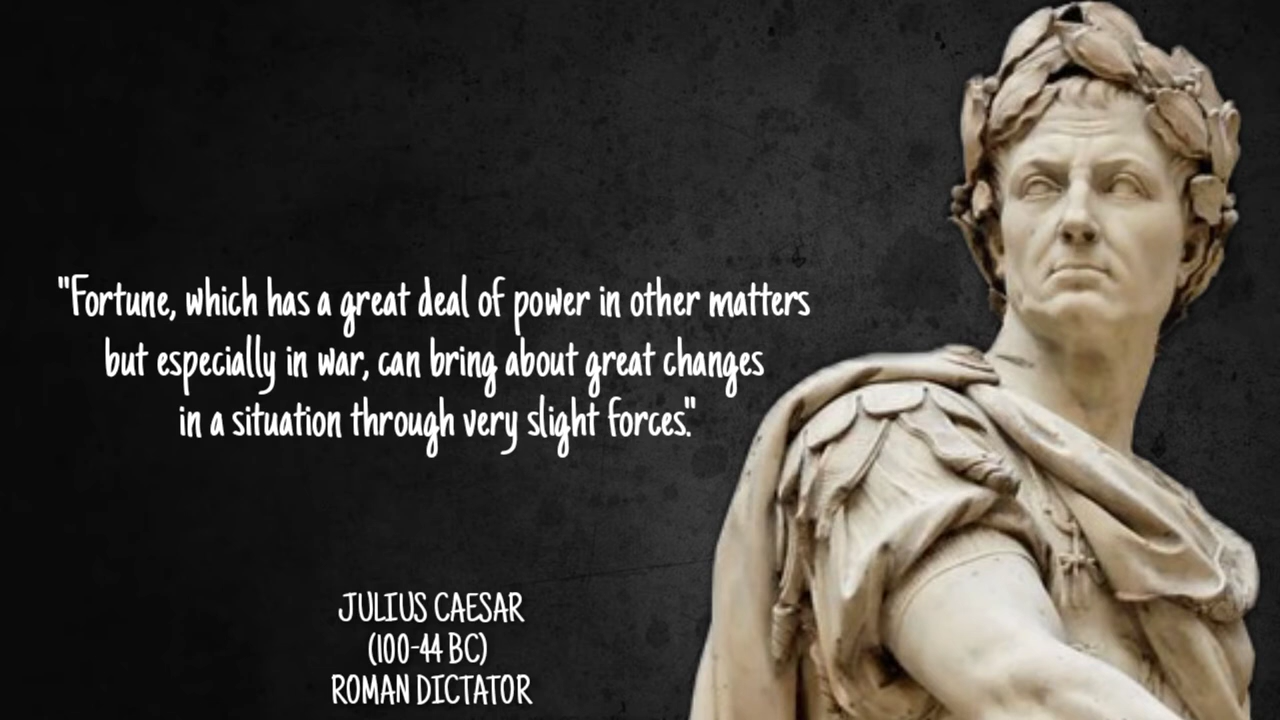 "Fortune, which has a great deal of power in other matters
but especially in war, can bring about great changes
in a situation through very slight forces."
JULIUS CAESAR
(100-44 BC)
ROMAN DICTATOR